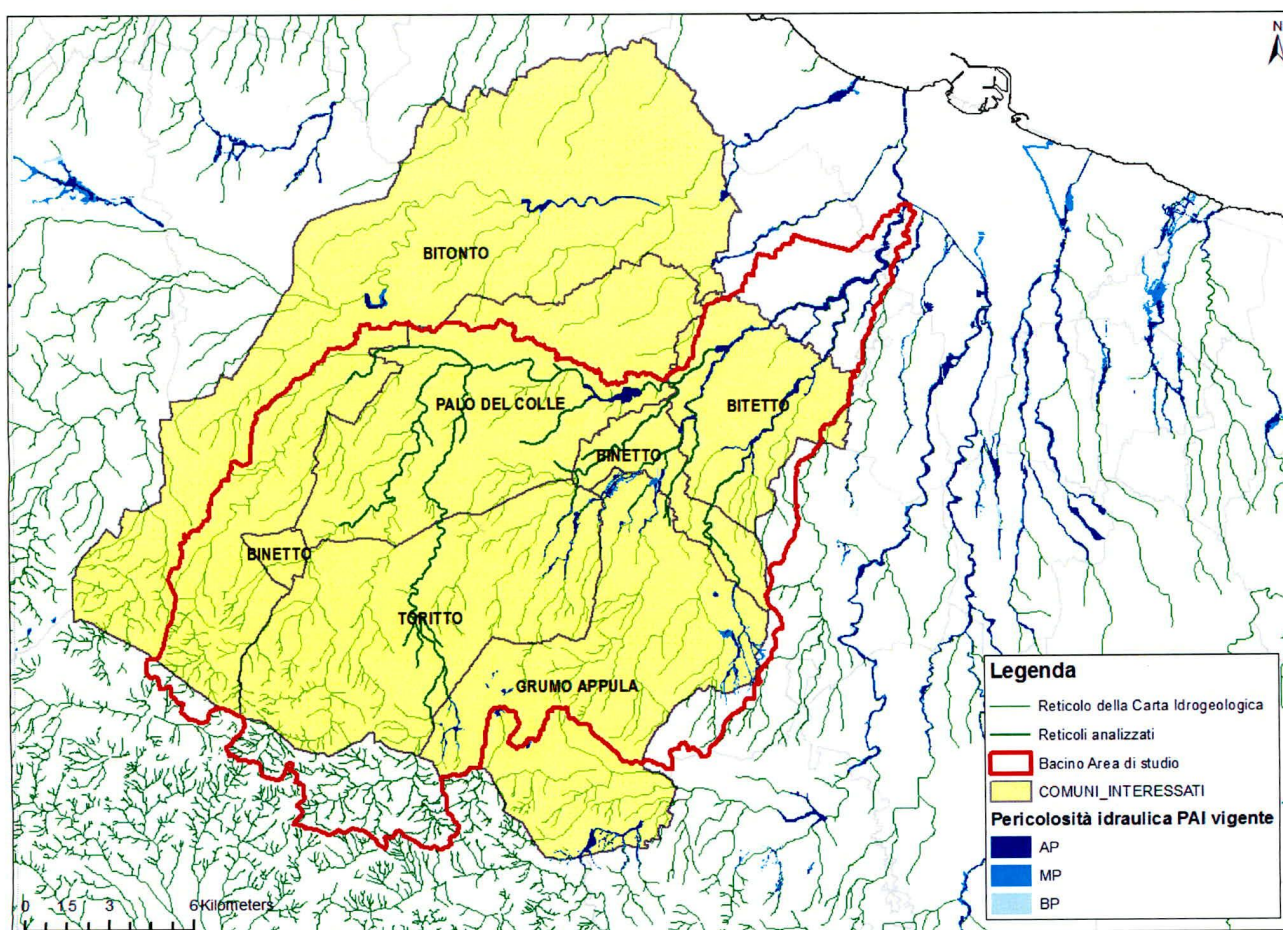 N
BITONTO
PALO DEL COLLE
BITETTO
BINETTO
BINETTO
TORITTO
GRUMO APPULA
Legenda
Reticolo della Carta Idrogeologica
Reticoli analizzati
Bacino Area di studio
COMUNI_INTERESSATI
Pericolosità idraulica PAI vigente
AP
MP
BP
0 1.5 3 6 Kilometers